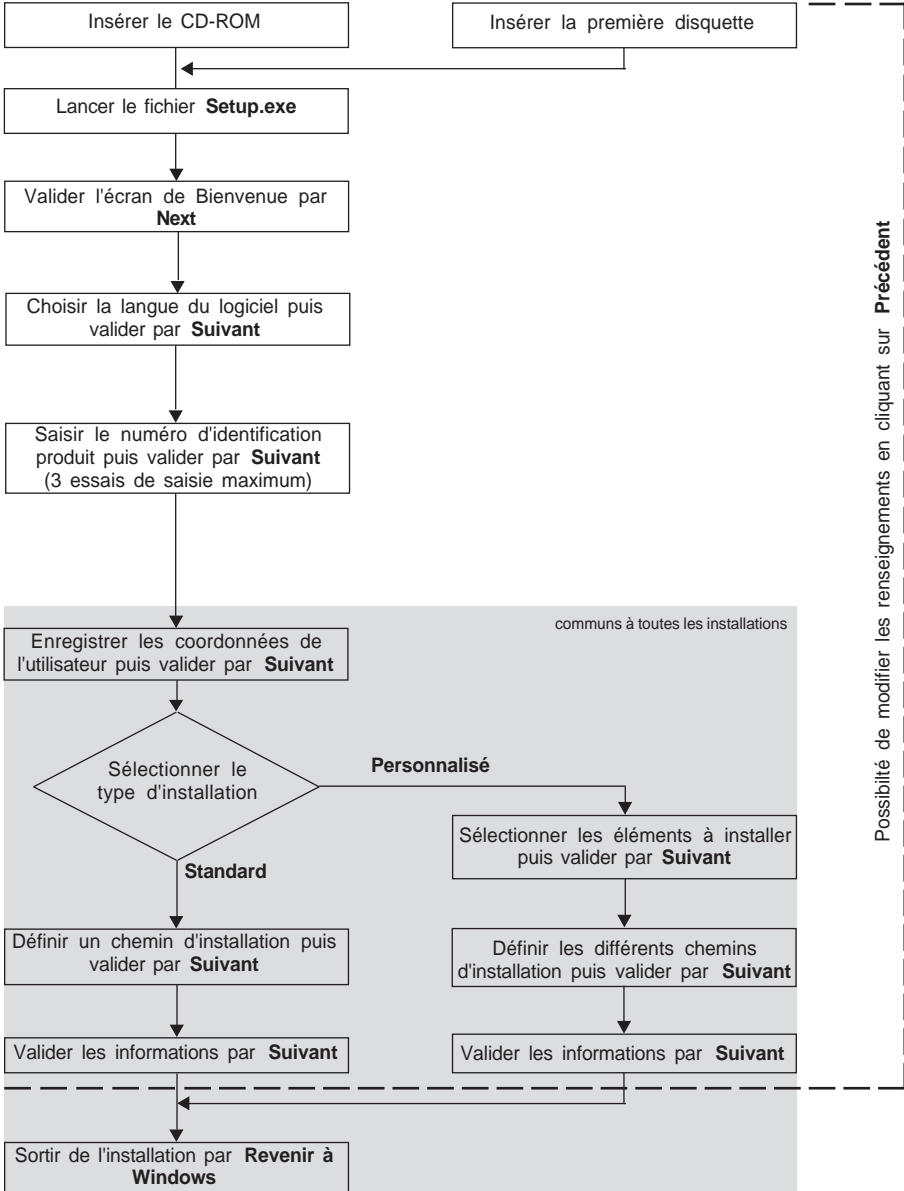 Insérer le CD-ROM
Insérer la première disquette
Lancer le fichier Setup.exe
Valider l'écran de Bienvenue par
Next
Choisir la langue du logiciel puis
valider par Suivant
Saisir le numéro d'identification
produit puis valider par Suivant
(3 essais de saisie maximum)
communs à toutes les installations
Enregistrer les coordonnées de
l'utilisateur puis valider par Suivant
Sélectionner le
type d'installation
Personnalisé
Standard
Sélectionner les éléments à installer
puis valider par Suivant
Définir un chemin d'installation puis
valider par Suivant
Définir les différents chemins
d'installation puis valider par Suivant
Valider les informations par Suivant
Valider les informations par Suivant
Sortir de l'installation par Revenir à
Windows
Possibilté de modifier les renseignements en cliquant sur Précédent